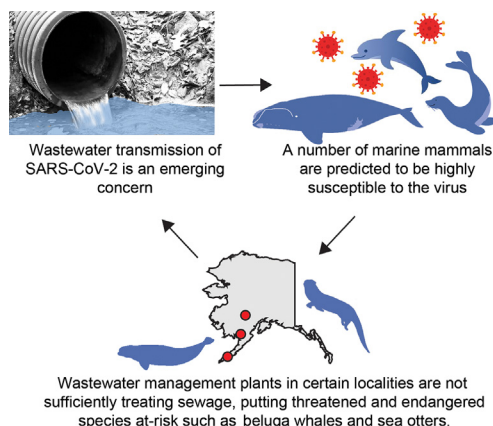 Wastewater transmission of
SARS-CoV-2 is an emerging
concern
A number of marine mammals
are predicted to be highly
susceptible to the virus
Wastewater management plants in certain localities are not
sufficiently treating sewage, putting threatened and endangered
species at-risk such as beluga whales and sea otters.